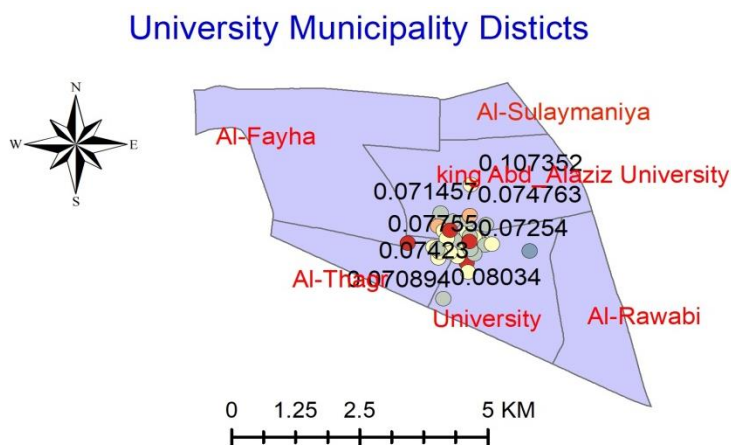 University Municipality Disticts
N
W E
S
Al-Sulaymaniya
Al-Fayha
0.107352
king Abd_Alaziz University
0.071457 0.074763
0.07755 0.07254
0.07423
Al-Thagr 0.070894 0.08034
University Al-Rawabi
0 1.25 2.5 5 KM